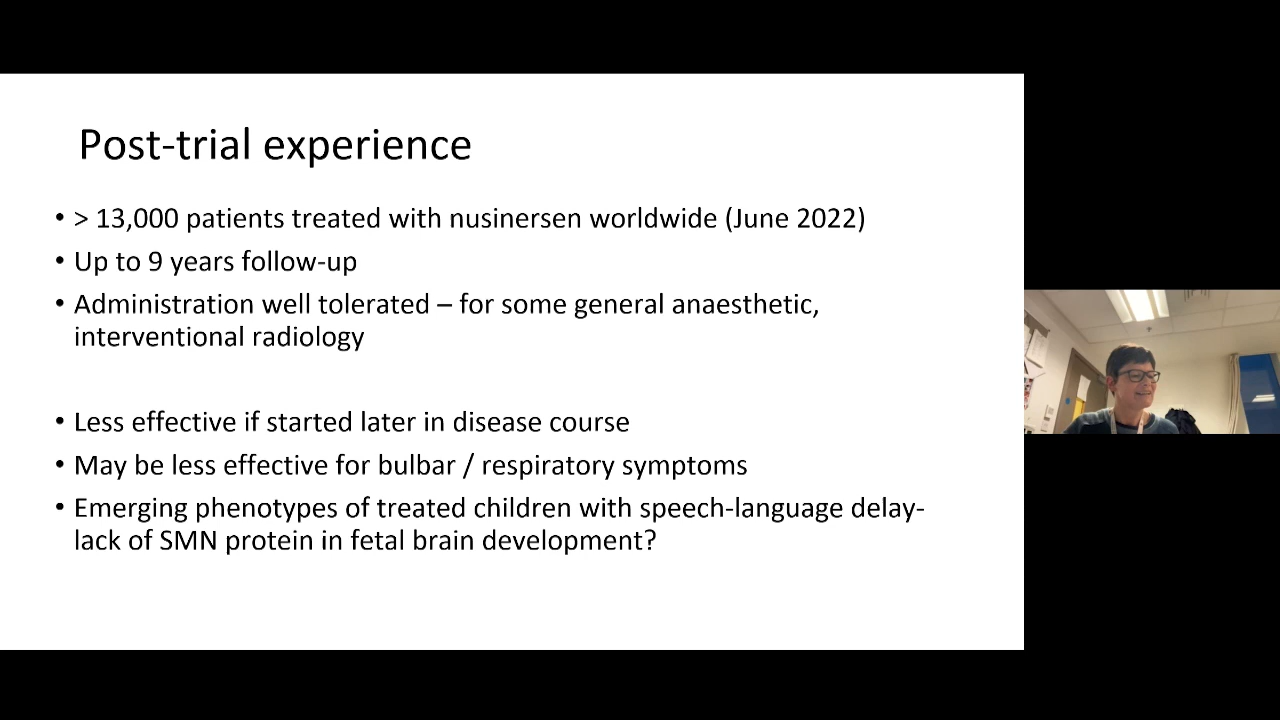 Post-trial experience
• > 13,000 patients treated with nusinersen worldwide (June 2022)
• Up to 9 years follow-up
• Administration well tolerated – for some general anaesthetic,
interventional radiology
• Less effective if started later in disease course
• May be less effective for bulbar / respiratory symptoms
• Emerging phenotypes of treated children with speech-language delay-
lack of SMN protein in fetal brain development?